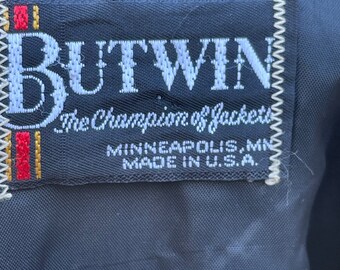 BUTWIN
The Champion of Jackets
MINNEAPOLIS, MN
MADE IN U.S.A.